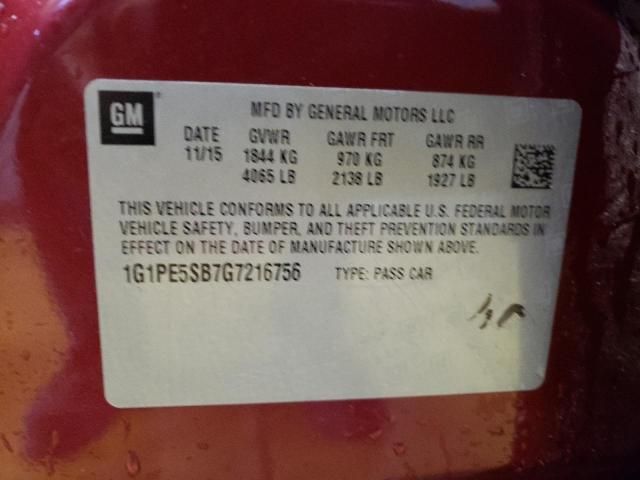 GM
MFD BY GENERAL MOTORS LLC
DATE GVWR GAWR FRT GAWR RR
11/15 1844 KG 970 KG 874 KG
4065 LB 2138 LB 1927 LB
THIS VEHICLE CONFORMS TO ALL APPLICABLE U.S. FEDERAL MOTOR
VEHICLE SAFETY, BUMPER, AND THEFT PREVENTION STANDARDS IN
EFFECT ON THE DATE OF MANUFACTURE SHOWN ABOVE.
1G1PE5SB7G7216756 TYPE: PASS CAR